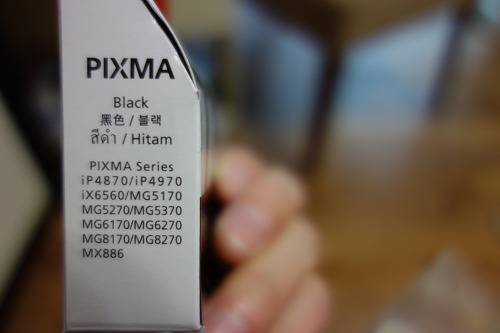 PIXMA
Black
黑色 / 블랙
สีดำ / Hitam
PIXMA Series
iP4870/iP4970
iX6560/MG5170
MG5270/MG5370
MG6170/MG6270
MG8170/MG8270
MX886